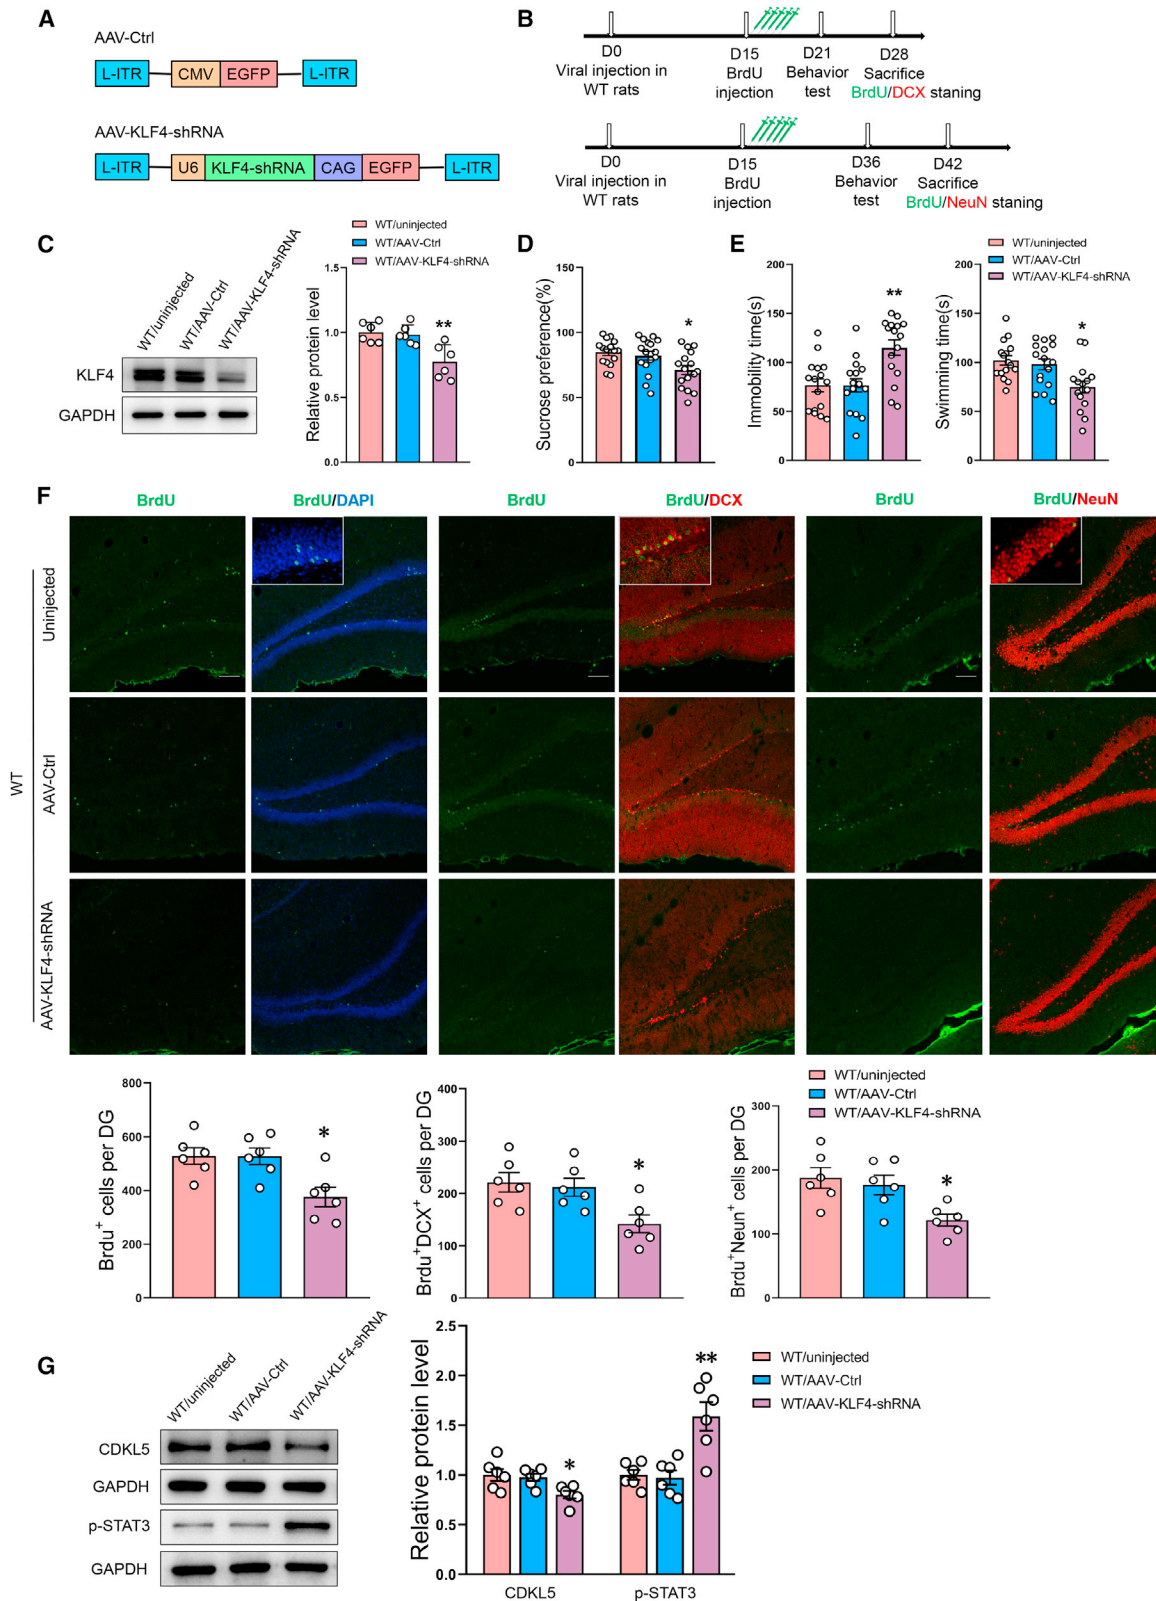 A
AAV-Ctrl
L-ITR CMV EGFP L-ITR
AAV-KLF4-shRNA
L-ITR U6 KLF4-shRNA CAG EGFP L-ITR
B
D0 D15 D21 D28
Viral injection in BrdU Behavior Sacrifice
WT rats injection test BrdU/DCX staning
D0 D15 D36 D42
Viral injection in BrdU Behavior Sacrifice
WT rats injection test BrdU/NeuN staning
C
WT/uninjected
WT/AAV-Ctrl
WT/AAV-KLF4-shRNA
KLF4
GAPDH
WT/uninjected
WT/AAV-Ctrl
WT/AAV-KLF4-shRNA
Relative protein level
1.5
1.0
0.5
0.0
**
D
Sucrose preference(%)
150
100
50
0
*
E
Immobility time(s)
200
150
100
50
0
**
WT/uninjected
WT/AAV-Ctrl
WT/AAV-KLF4-shRNA
Swimming time(s)
200
150
100
50
0
*
F
BrdU BrdU/DAPI BrdU BrdU/DCX BrdU BrdU/NeuN
WT
Uninjected
AAV-Ctrl
AAV-KLF4-shRNA
Brdu+ cells per DG
800
600
400
200
0
*
Brdu+DCX+ cells per DG
400
300
200
100
0
*
WT/uninjected
WT/AAV-Ctrl
WT/AAV-KLF4-shRNA
Brdu+Neun+ cells per DG
300
200
100
0
*
G
WT/uninjected
WT/AAV-Ctrl
WT/AAV-KLF4-shRNA
CDKL5
GAPDH
p-STAT3
GAPDH
Relative protein level
2.5
2.0
1.5
1.0
0.5
0.0
*
**
CDKL5 p-STAT3
WT/uninjected
WT/AAV-Ctrl
WT/AAV-KLF4-shRNA